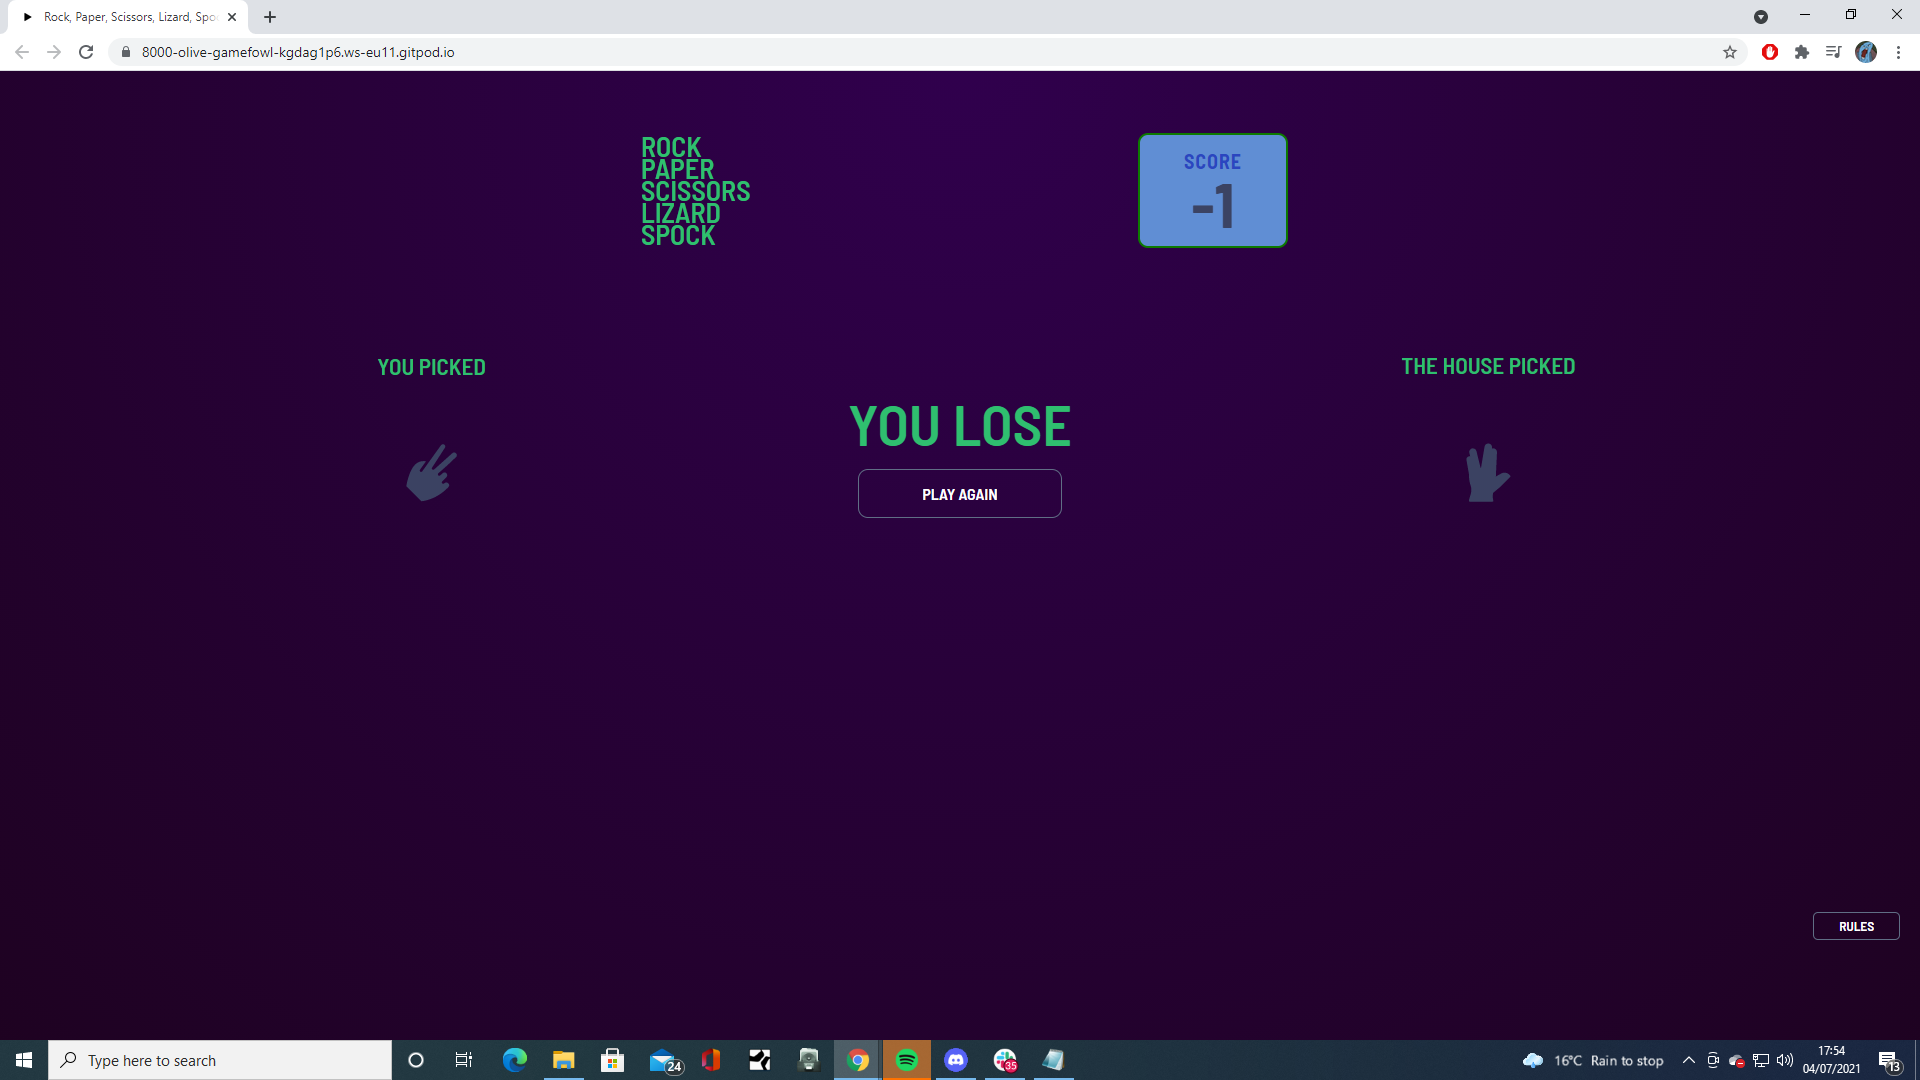 Rock, Paper, Scissors, Lizard, Spo
8000-olive-gamefowl-kgdag1p6.ws-eu11.gitpod.io
ROCK
PAPER
SCISSORS
LIZARD
SPOCK
SCORE
-1
YOU PICKED
THE HOUSE PICKED
YOU LOSE
PLAY AGAIN
RULES
Type here to search
24
35
16°C Rain to stop
17:54
04/07/2021
13